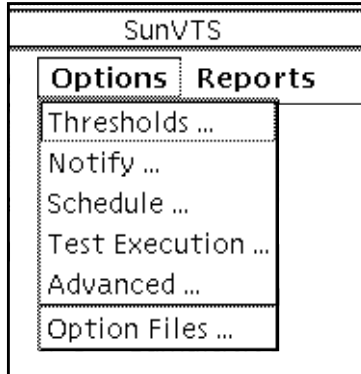 SunVTS
Options Reports
Thresholds ...
Notify ...
Schedule ...
Test Execution ...
Advanced ...
Option Files ...